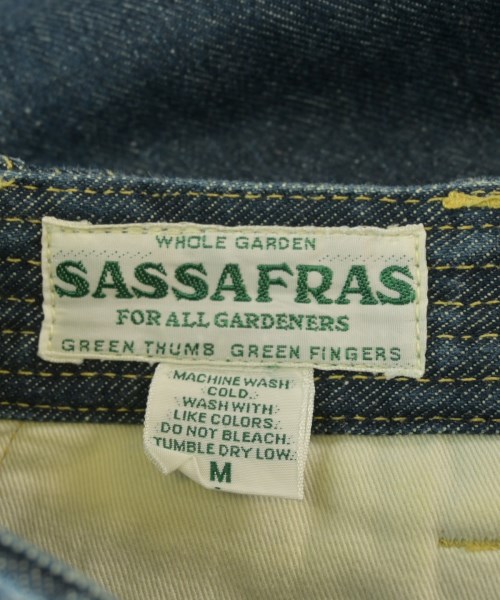 WHOLE GARDEN
SASSAFRAS
FOR ALL GARDENERS
GREEN THUMB GREEN FINGERS
MACHINE WASH
COLD.
WASH WITH
LIKE COLORS.
DO NOT BLEACH.
TUMBLE DRY LOW.
M